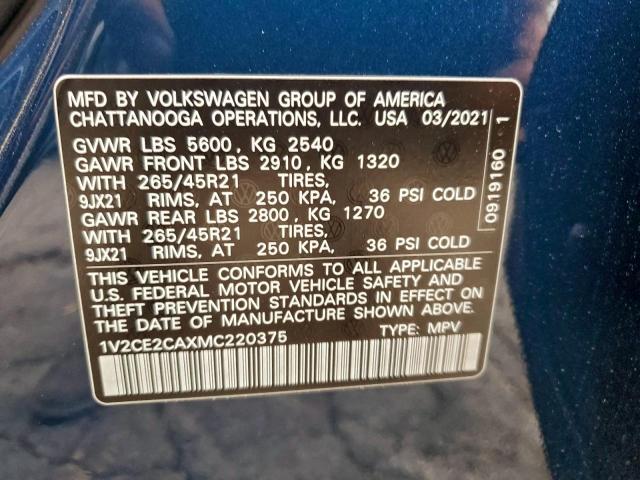 MFD BY VOLKSWAGEN GROUP OF AMERICA
CHATTANOOGA OPERATIONS, LLC. USA 03/2021
GVWR LBS 5600, KG 2540
GAWR FRONT LBS 2910, KG 1320
WITH 265/45R21 TIRES,
9JX21 RIMS, AT 250 KPA, 36 PSI COLD
GAWR REAR LBS 2800, KG 1270
WITH 265/45R21 TIRES,
9JX21 RIMS, AT 250 KPA, 36 PSI COLD
THIS VEHICLE CONFORMS TO ALL APPLICABLE
U.S. FEDERAL MOTOR VEHICLE SAFETY AND
THEFT PREVENTION STANDARDS IN EFFECT ON
THE DATE OF MANUFACTURE SHOWN ABOVE
1V2CE2CAXMC220375 TYPE: MPV
0919160 1